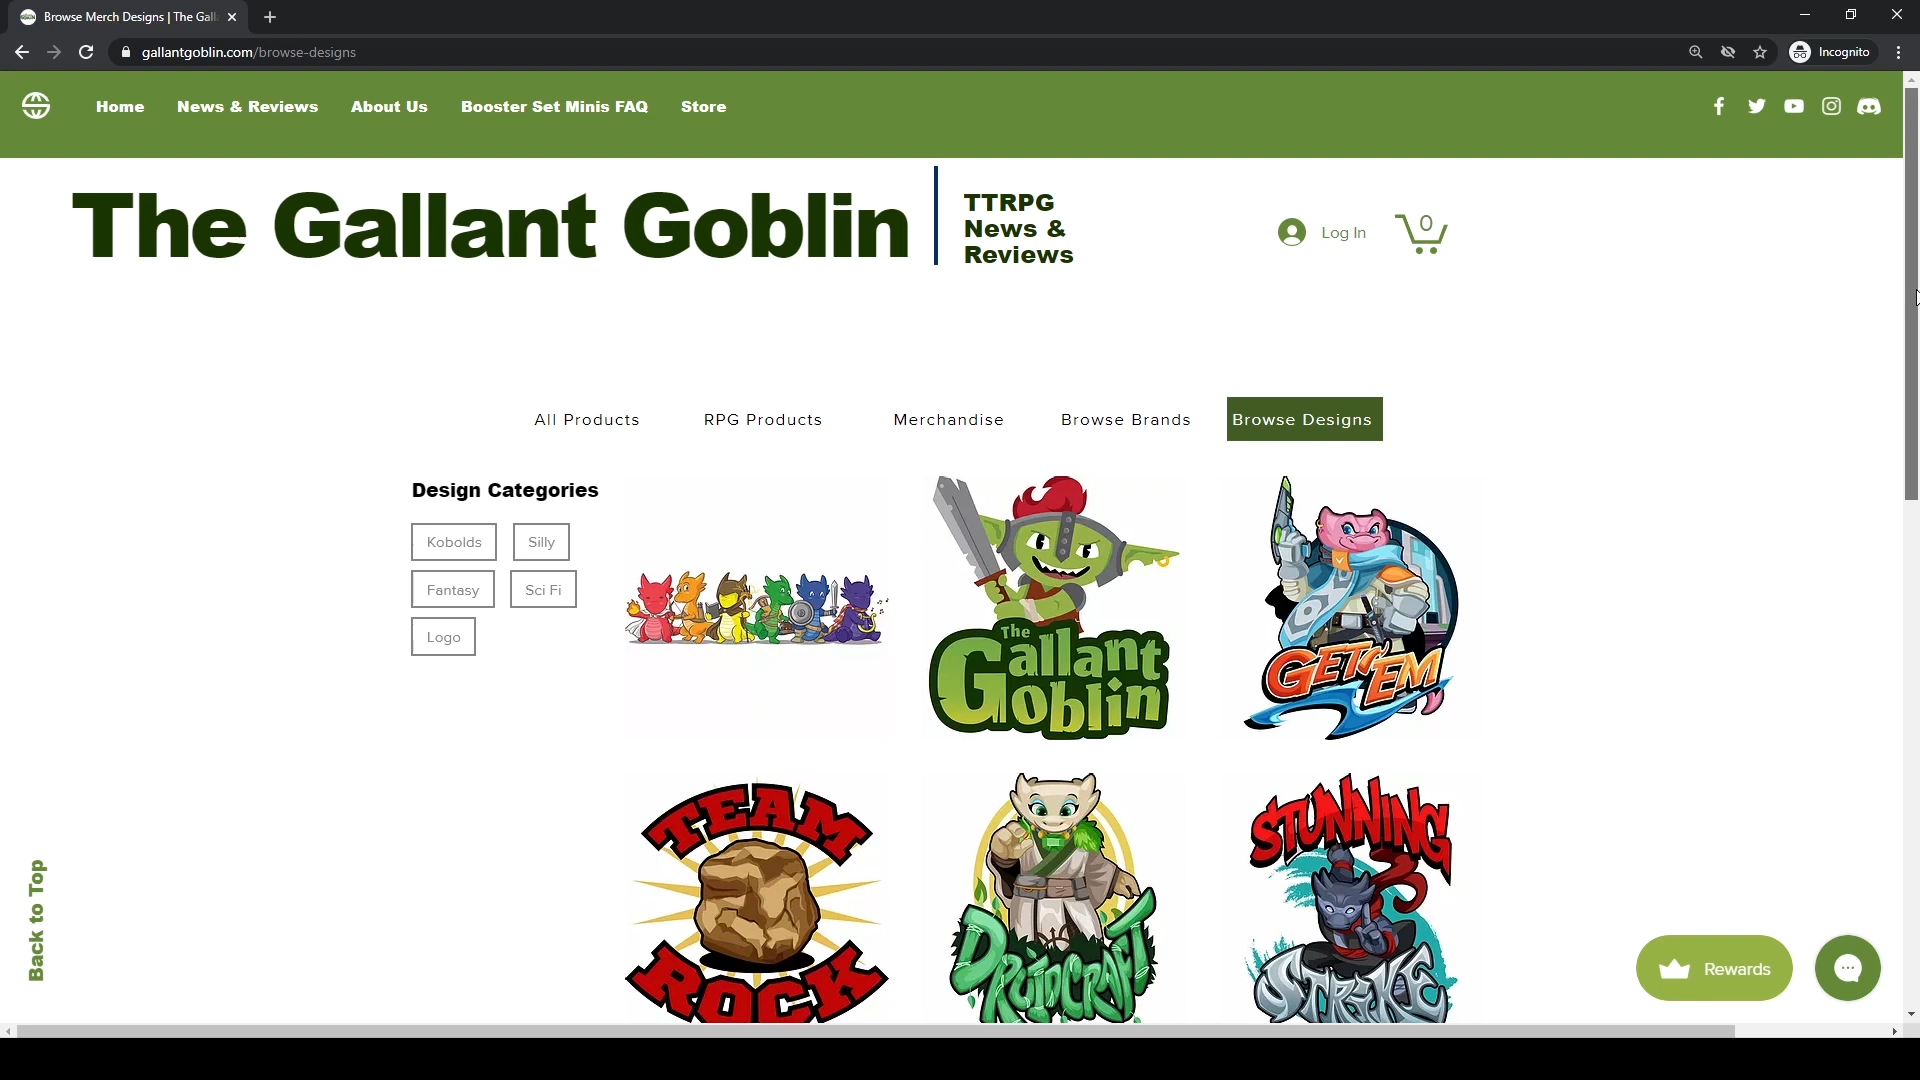 Browse Merch Designs | The Gall
gallantgoblin.com/browse-designs
Incognito
Home
News & Reviews
About Us
Booster Set Minis FAQ
Store
The Gallant Goblin
TTRPG
News &
Reviews
Log In
0
All Products
RPG Products
Merchandise
Browse Brands
Browse Designs
Design Categories
Kobolds
Silly
Fantasy
Sci Fi
Logo
The
Gallant
Goblin
GET 'EM
TEAM
ROCK
DRUIDCRAFT
STUNNING
STRIKE
Back to Top
Rewards